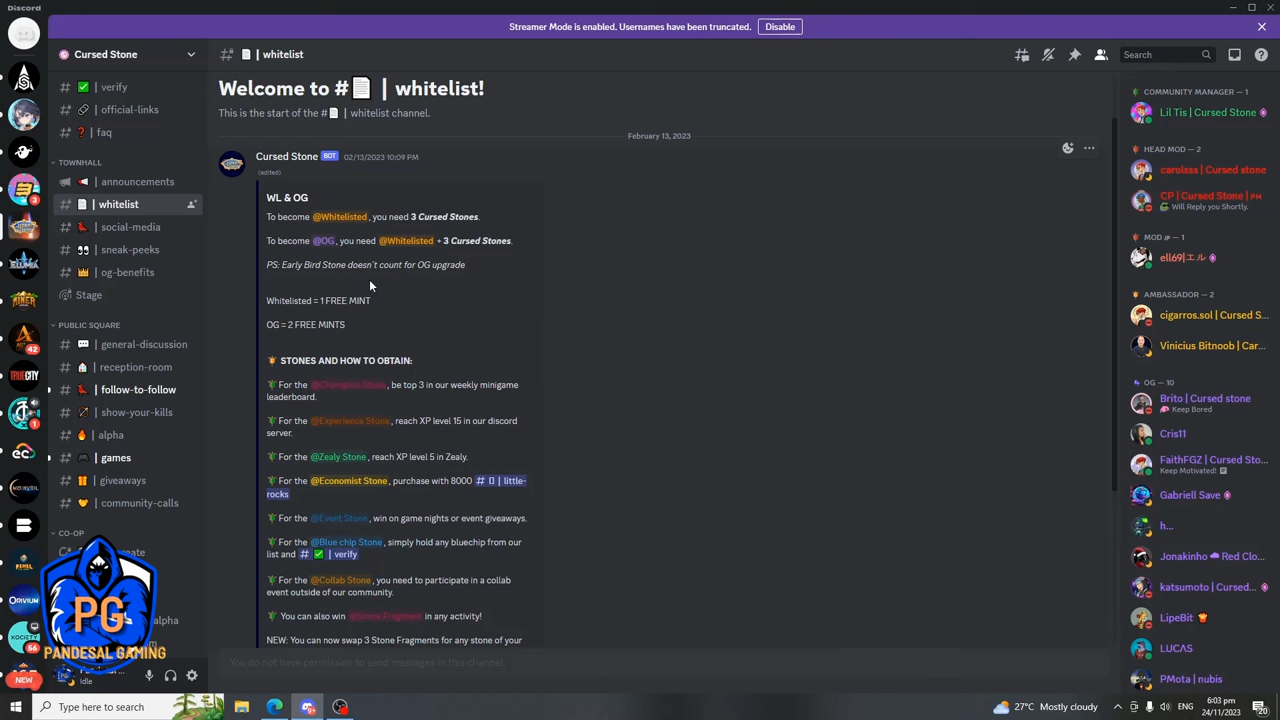 Discord
Streamer Mode is enabled. Usernames have been truncated.
Disable
Cursed Stone
| whitelist
Search
verify
official-links
faq
TOWNHALL
announcements
whitelist
social-media
sneak-peeks
og-benefits
Stage
PUBLIC SQUARE
general-discussion
reception-room
follow-to-follow
show-your-kills
alpha
games
giveaways
community-calls
CO-OP
alpha
PG
PANDESAL GAMING
Idle
3
42
1
56
NEW
Welcome to # | whitelist!
This is the start of the # | whitelist channel.
February 13, 2023
Cursed Stone BOT 02/13/2023 10:09 PM
(edited)
WL & OG
To become @Whitelisted, you need 3 Cursed Stones.
To become @OG, you need @Whitelisted + 3 Cursed Stones.
PS: Early Bird Stone doesn´t count for OG upgrade
Whitelisted = 1 FREE MINT
OG = 2 FREE MINTS
STONES AND HOW TO OBTAIN:
For the @Champion Stone, be top 3 in our weekly minigame
leaderboard.
For the @Experience Stone, reach XP level 15 in our discord
server.
For the @Zealy Stone, reach XP level 5 in Zealy.
For the @Economist Stone, purchase with 8000 # | little-
rocks
For the @Event Stone, win on game nights or event giveaways.
For the @Blue chip Stone, simply hold any bluechip from our
list and # | verify
For the @Collab Stone, you need to participate in a collab
event outside of our community.
You can also win @Stone Fragment in any activity!
NEW: You can now swap 3 Stone Fragments for any stone of your
You do not have permission to send messages in this channel.
COMMUNITY MANAGER — 1
Lil Tis | Cursed Stone
HEAD MOD — 2
carolsss | Cursed stone
CP | Cursed Stone |
Will Reply you Shortly.
MOD JP — 1
ell69|エル
AMBASSADOR — 2
cigarros.sol | Cursed S...
Vinicius Bitnoob | Car...
OG — 10
Brito | Cursed stone
Keep Bored
Cris11
FaithFGZ | Cursed Sto...
Keep Motivated!
Gabriell Save
h...
Jonakinho Red Clo...
katsumoto | Cursed...
LipeBit
LUCAS
PMota | nubis
Type here to search
27°C Mostly cloudy
ENG
6:03 pm
24/11/2023